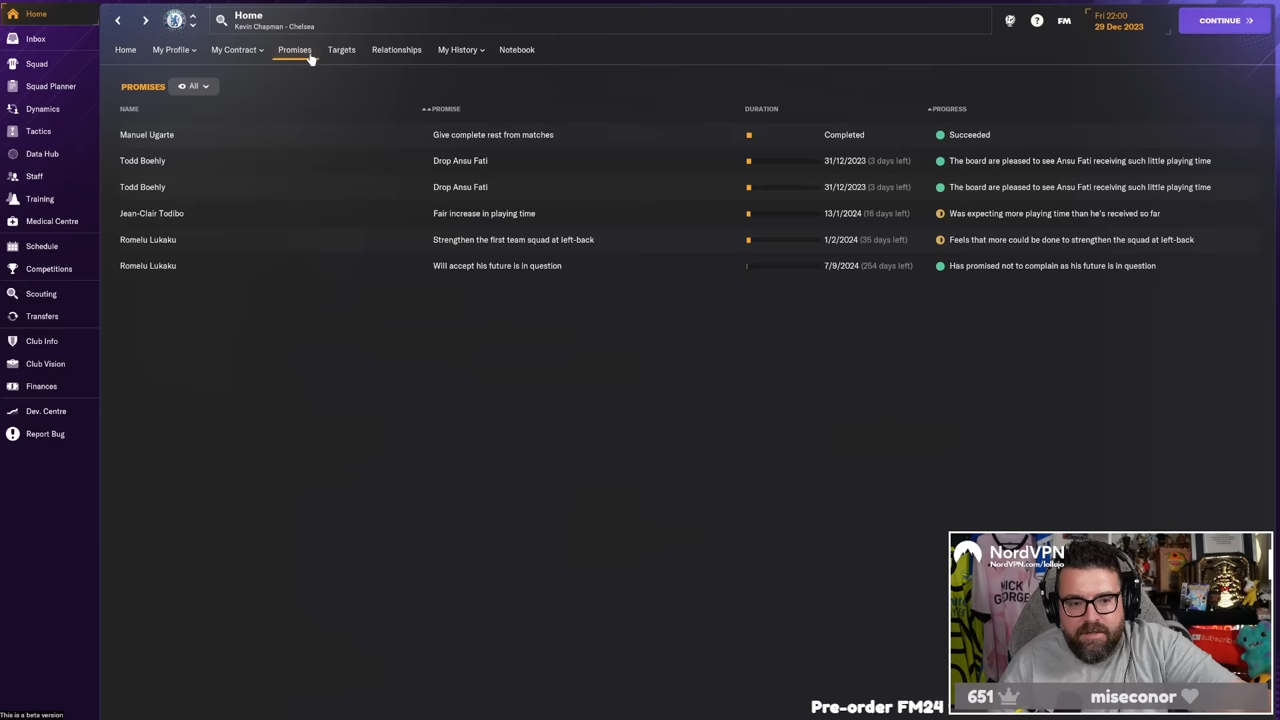 Home
Inbox
Squad
Squad Planner
Dynamics
Tactics
Data Hub
Staff
Training
Medical Centre
Schedule
Competitions
Scouting
Transfers
Club Info
Club Vision
Finances
Dev. Centre
Report Bug
This is a beta version
Home
Kevin Chapman - Chelsea
? FM
Fri 22:00
29 Dec 2023
CONTINUE
Home My Profile My Contract Promises Targets Relationships My History Notebook
PROMISES All
NAME PROMISE DURATION PROGRESS
Manuel Ugarte Give complete rest from matches Completed Succeeded
Todd Boehly Drop Ansu Fati 31/12/2023 (3 days left) The board are pleased to see Ansu Fati receiving such little playing time
Todd Boehly Drop Ansu Fati 31/12/2023 (3 days left) The board are pleased to see Ansu Fati receiving such little playing time
Jean-Clair Todibo Fair increase in playing time 13/1/2024 (16 days left) Was expecting more playing time than he's received so far
Romelu Lukaku Strengthen the first team squad at left-back 1/2/2024 (35 days left) Feels that more could be done to strengthen the squad at left-back
Romelu Lukaku Will accept his future is in question 7/9/2024 (254 days left) Has promised not to complain as his future is in question
NordVPN
NordVPN.com/lollujo
NICK
GEORGE
subscribe
651 miseconor
Pre-order FM24